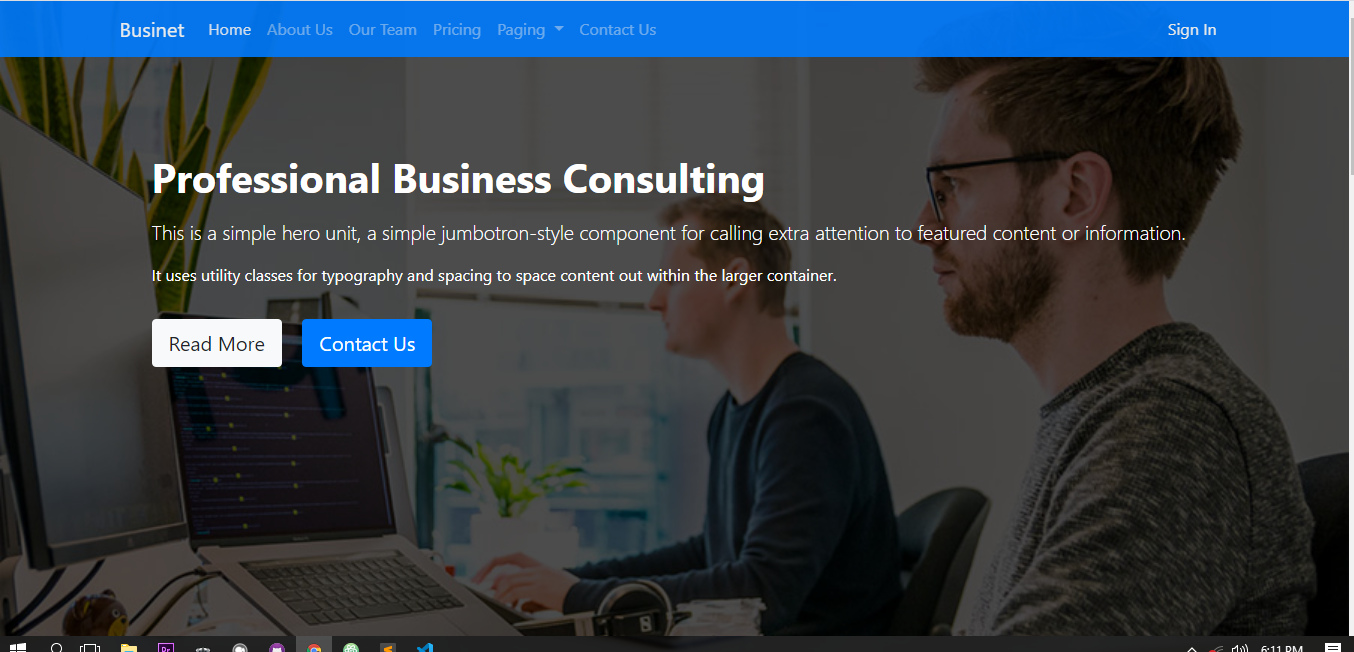 Businet Home About Us Our Team Pricing Paging Contact Us Sign In
Professional Business Consulting
This is a simple hero unit, a simple jumbotron-style component for calling extra attention to featured content or information.
It uses utility classes for typography and spacing to space content out within the larger container.
Read More Contact Us
Pr 6:11 PM